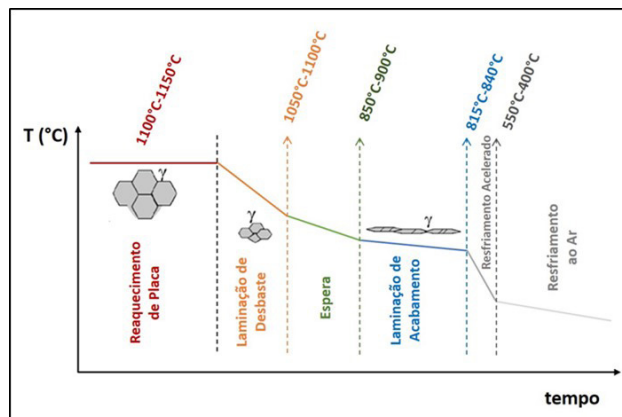 1100°C-1150°C
1050°C-1100°C
850°C-900°C
815°C-840°C
550°C-400°C
T (°C)
γ
γ
γ
Reaquecimento
de Placa
Laminação de
Desbaste
Espera
Laminação de
Acabamento
Resfriamento Acelerado
Resfriamento
ao Ar
tempo